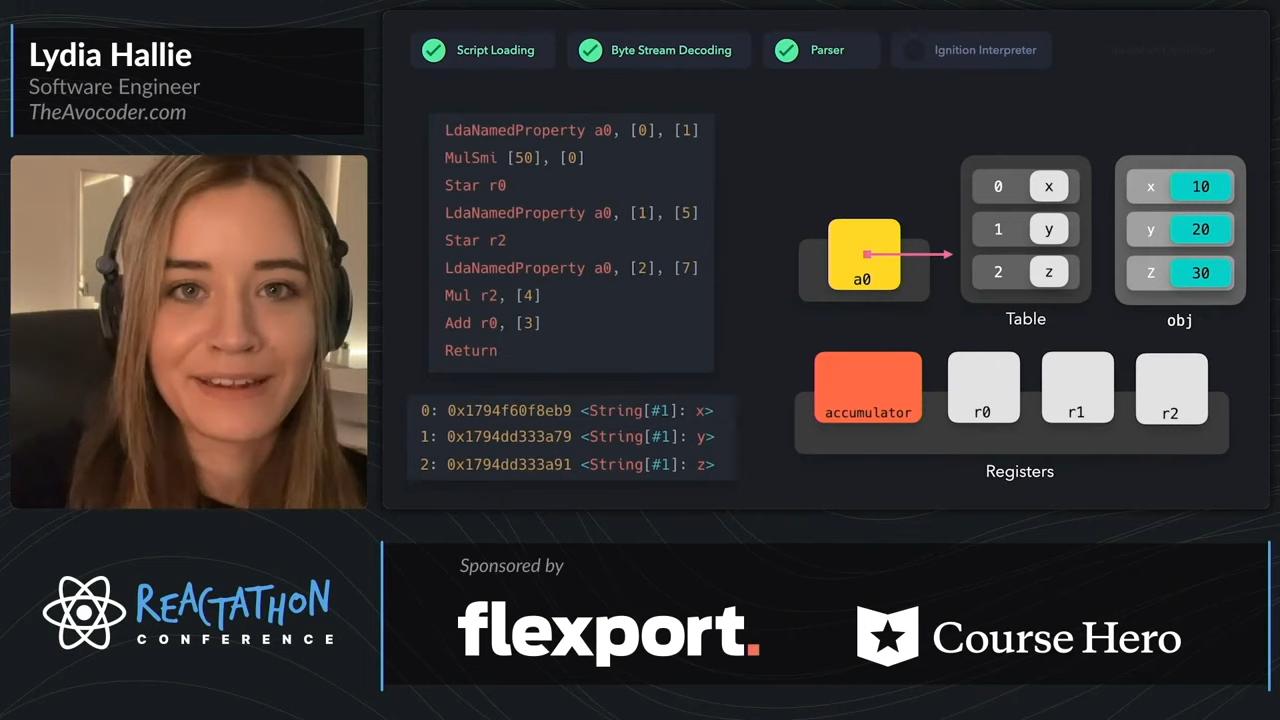 Lydia Hallie
Software Engineer
TheAvocoder.com
Script Loading
Byte Stream Decoding
Parser
Ignition Interpreter
LdaNamedProperty a0, [0], [1]
MulSmi [50], [0]
Star r0
LdaNamedProperty a0, [1], [5]
Star r2
LdaNamedProperty a0, [2], [7]
Mul r2, [4]
Add r0, [3]
Return
0: 0x1794f60f8eb9 <String[#1]: x>
1: 0x1794dd333a79 <String[#1]: y>
2: 0x1794dd333a91 <String[#1]: z>
a0
0 x
1 y
2 z
Table
x 10
y 20
z 30
obj
accumulator
r0
r1
r2
Registers
REACTATHON
CONFERENCE
Sponsored by
flexport.
Course Hero